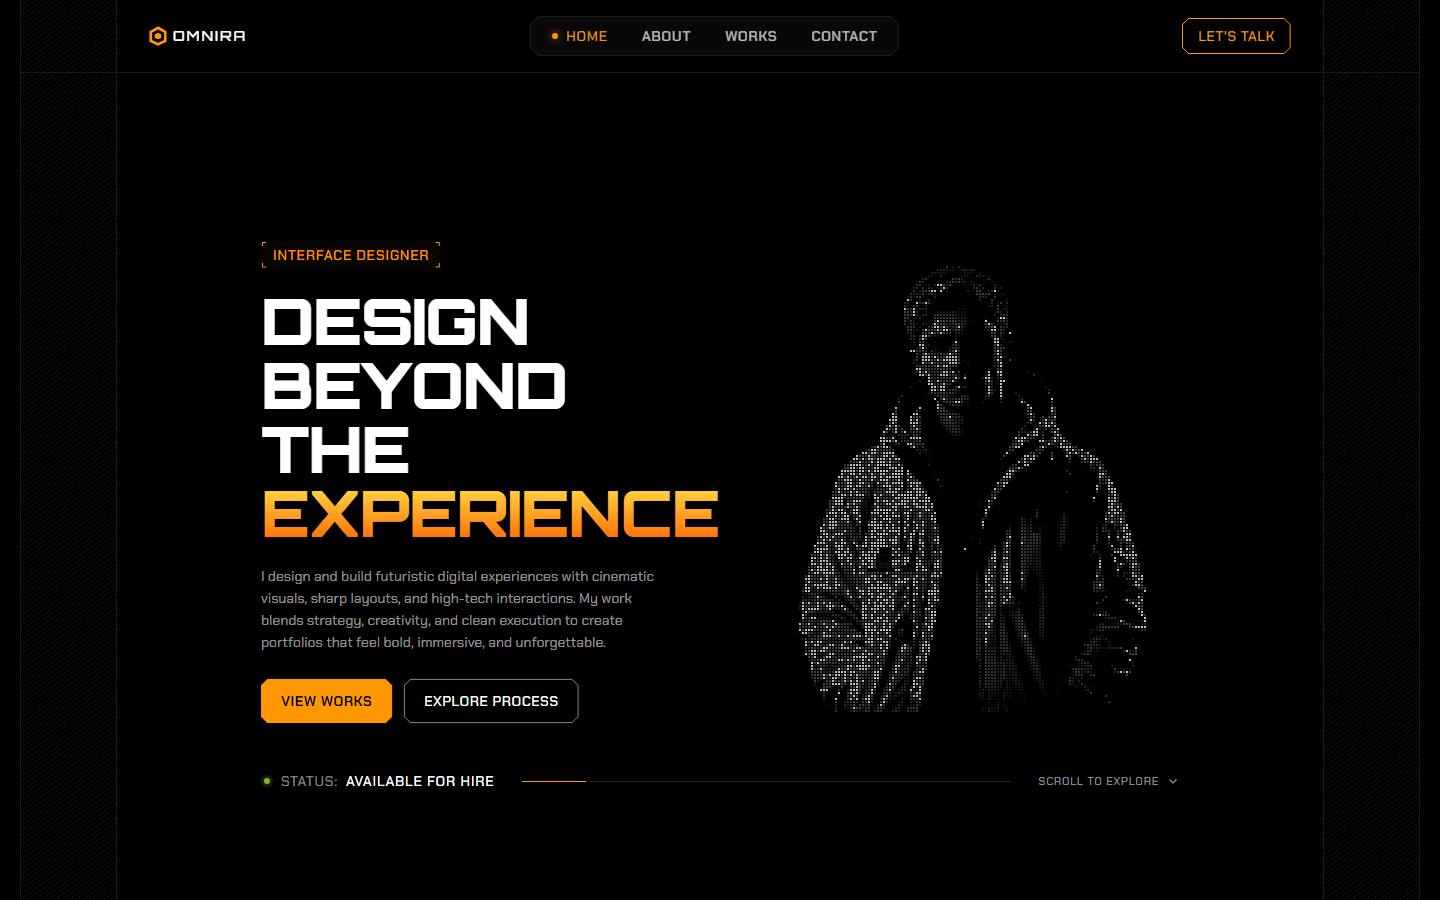 OMNIRA
HOME ABOUT WORKS CONTACT
LET'S TALK
INTERFACE DESIGNER
DESIGN
BEYOND
THE
EXPERIENCE
I design and build futuristic digital experiences with cinematic
visuals, sharp layouts, and high-tech interactions. My work
blends strategy, creativity, and clean execution to create
portfolios that feel bold, immersive, and unforgettable.
VIEW WORKS
EXPLORE PROCESS
STATUS: AVAILABLE FOR HIRE
SCROLL TO EXPLORE